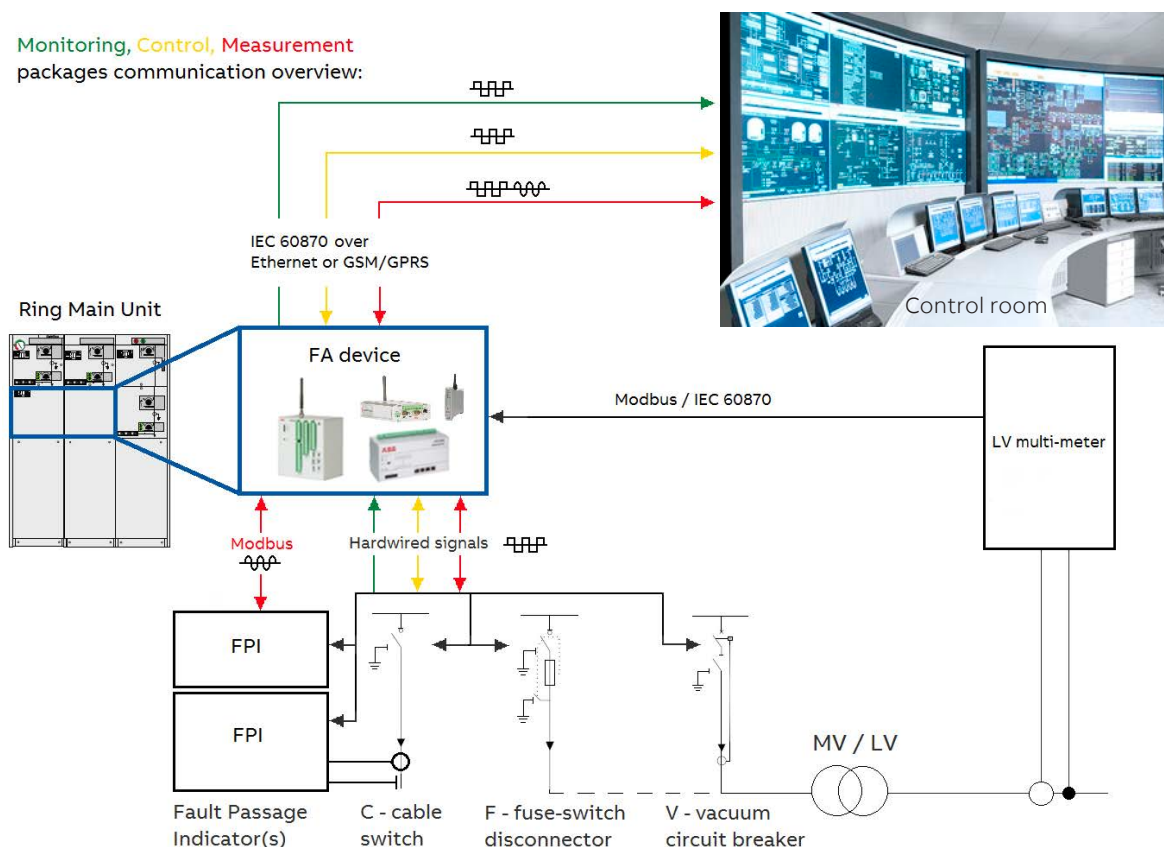 Monitoring, Control, Measurement
packages communication overview:
IEC 60870 over
Ethernet or GSM/GPRS
Control room
Ring Main Unit
FA device
ABB
Modbus / IEC 60870
LV multi-meter
Modbus
Hardwired signals
FPI
FPI
MV / LV
Fault Passage
Indicator(s)
C - cable
switch
F - fuse-switch
disconnector
V - vacuum
circuit breaker